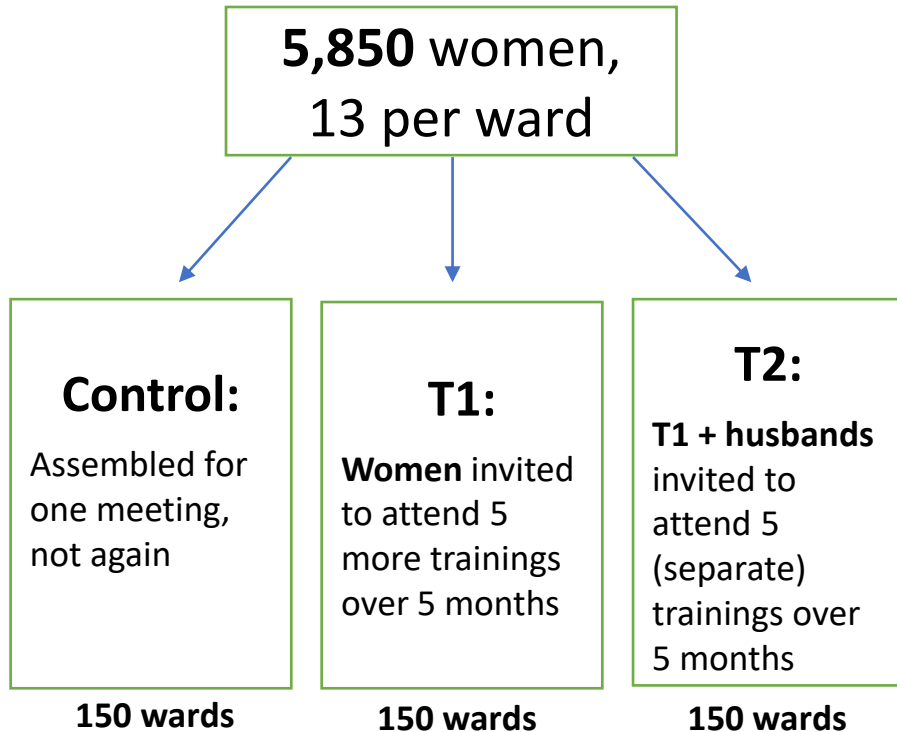 5,850 women,
13 per ward
Control:
Assembled for
one meeting,
not again
150 wards
T1:
Women invited
to attend 5
more trainings
over 5 months
150 wards
T2:
T1 + husbands
invited to
attend 5
(separate)
trainings over
5 months
150 wards